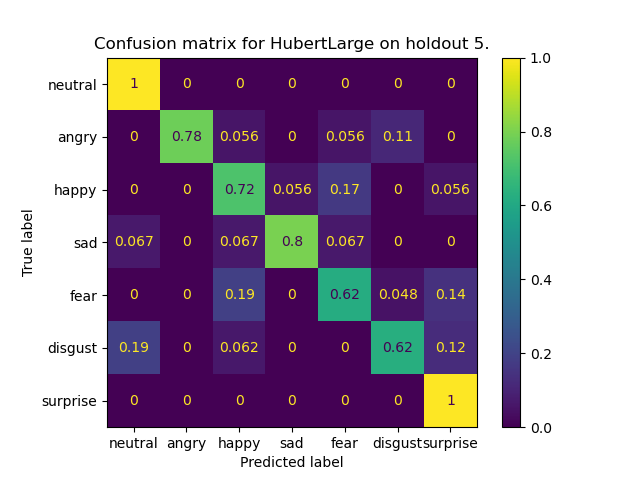 Confusion matrix for HubertLarge on holdout 5.
neutral 1 0 0 0 0 0 0
angry 0 0.78 0.056 0 0.056 0.11 0
happy 0 0 0.72 0.056 0.17 0 0.056
sad 0.067 0 0.067 0.8 0.067 0 0
fear 0 0 0.19 0 0.62 0.048 0.14
disgust 0.19 0 0.062 0 0 0.62 0.12
surprise 0 0 0 0 0 0 1
neutral angry happy sad fear disgust surprise
Predicted label
True label
1.0
0.8
0.6
0.4
0.2
0.0